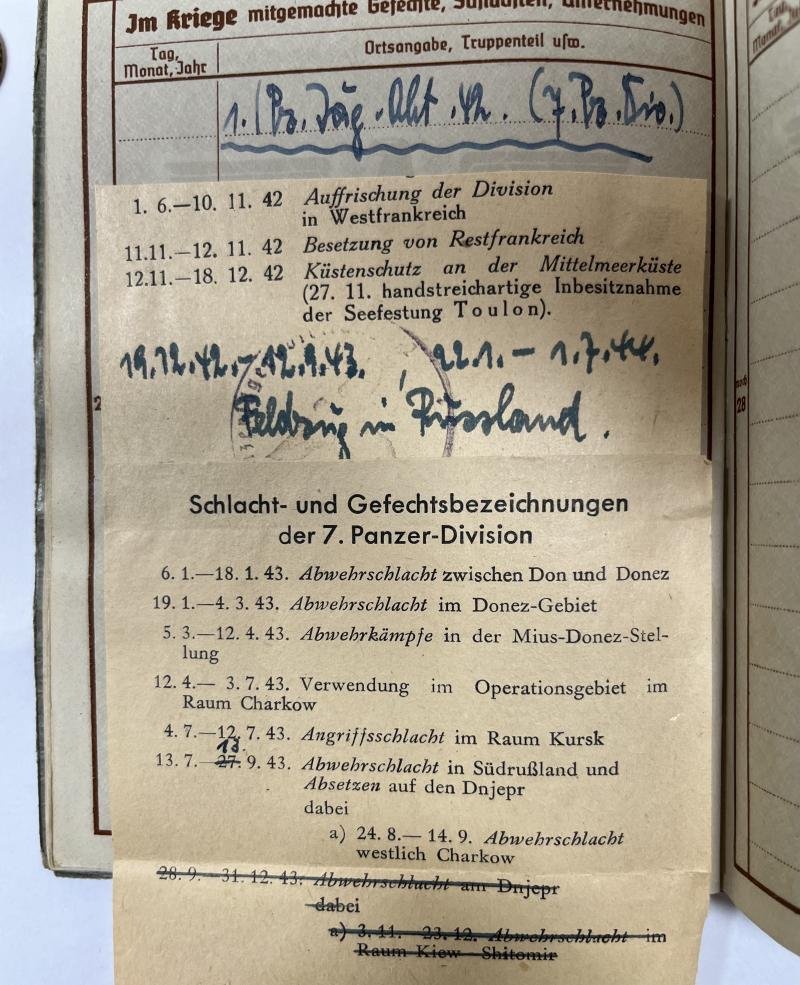 Im Kriege mitgemachte Gefechte, Schlachten, Unternehmungen
Tag, Monat, Jahr
Ortsangabe, Truppenteil usw.
1. (Pz. Jäg. Abt. 42. (7. Pz. Div.)
1. 6.—10. 11. 42 Auffrischung der Division
in Westfrankreich
11.11.—12. 11. 42 Besetzung von Restfrankreich
12.11.—18. 12. 42 Küstenschutz an der Mittelmeerküste
(27. 11. handstreichartige Inbesitznahme
der Seefestung Toulon).
19.12.42.-12.9.43. , 22.1. – 1.7.44.
Feldzug in Russland.
28
Schlacht- und Gefechtsbezeichnungen
der 7. Panzer-Division
6. 1.—18. 1. 43. Abwehrschlacht zwischen Don und Donez
19. 1.—4. 3. 43. Abwehrschlacht im Donez-Gebiet
5. 3.—12. 4. 43. Abwehrkämpfe in der Mius-Donez-Stel-
lung
12. 4.— 3. 7. 43. Verwendung im Operationsgebiet im
Raum Charkow
4. 7.—12. 7. 43. Angriffsschlacht im Raum Kursk
13.
13. 7.—27. 9. 43. Abwehrschlacht in Südrußland und
Absetzen auf den Dnjepr
dabei
a) 24. 8.— 14. 9. Abwehrschlacht
westlich Charkow
28. 9.—31. 12. 43. Abwehrschlacht am Dnjepr
dabei
a) 3. 11.—23. 12. Abwehrschlacht im
Raum Kiew—Shitomir